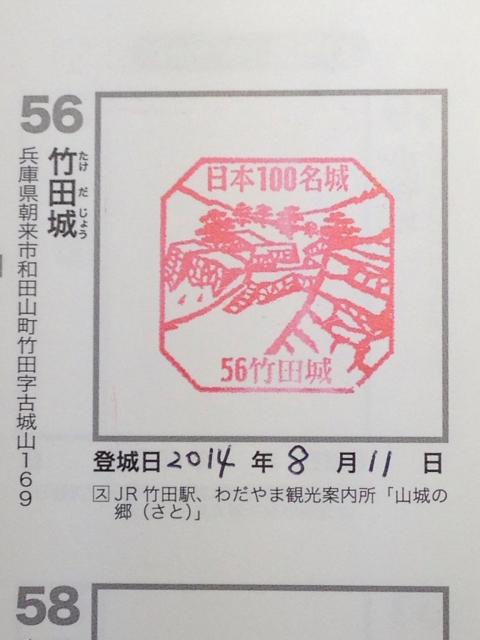 56
竹田城
たけだじょう
兵庫県朝来市和田山町竹田字古城山169
日本100名城
56竹田城
登城日2014年8月11日
スJR竹田駅、わだやま観光案内所「山城の
郷（さと）」
58